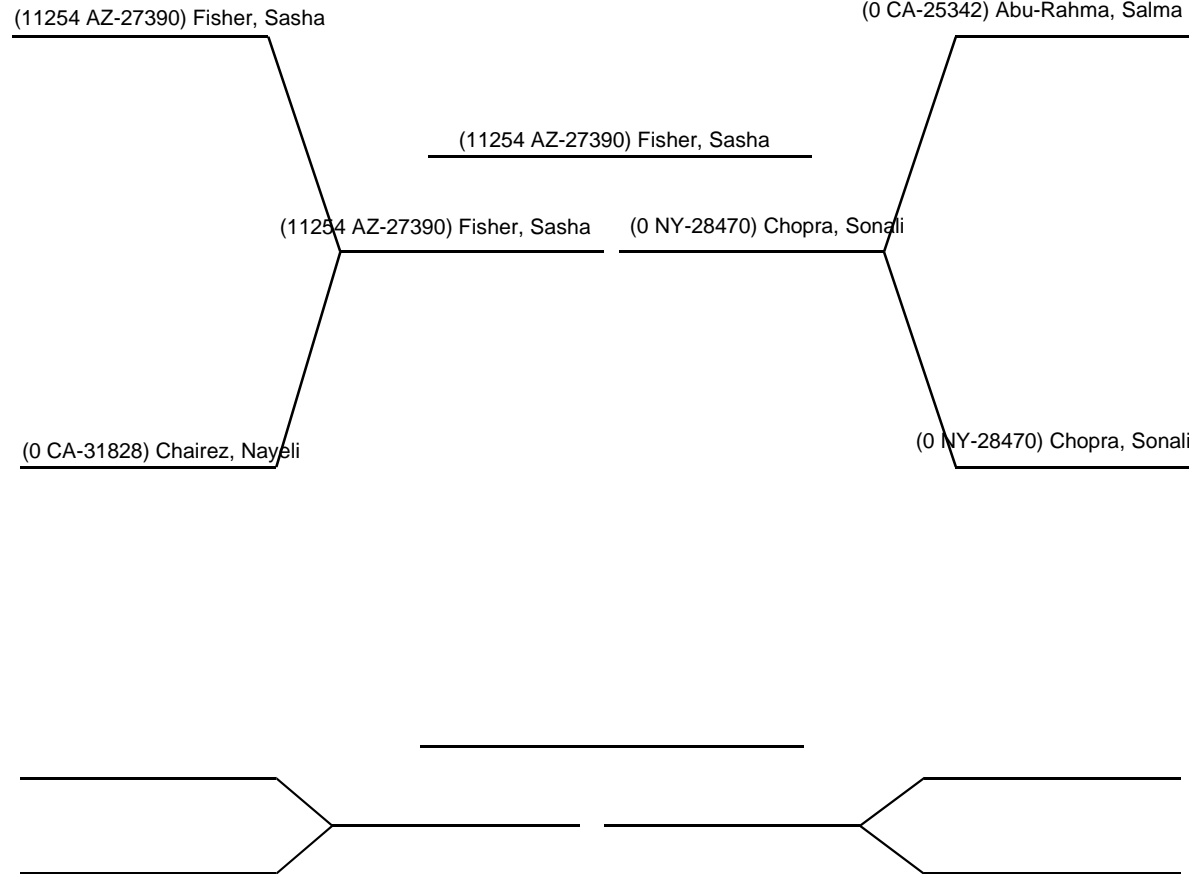 (11254 AZ-27390) Fisher, Sasha
(0 CA-25342) Abu-Rahma, Salma
(11254 AZ-27390) Fisher, Sasha
(11254 AZ-27390) Fisher, Sasha
(0 NY-28470) Chopra, Sonali
(0 CA-31828) Chairez, Nayeli
(0 NY-28470) Chopra, Sonali